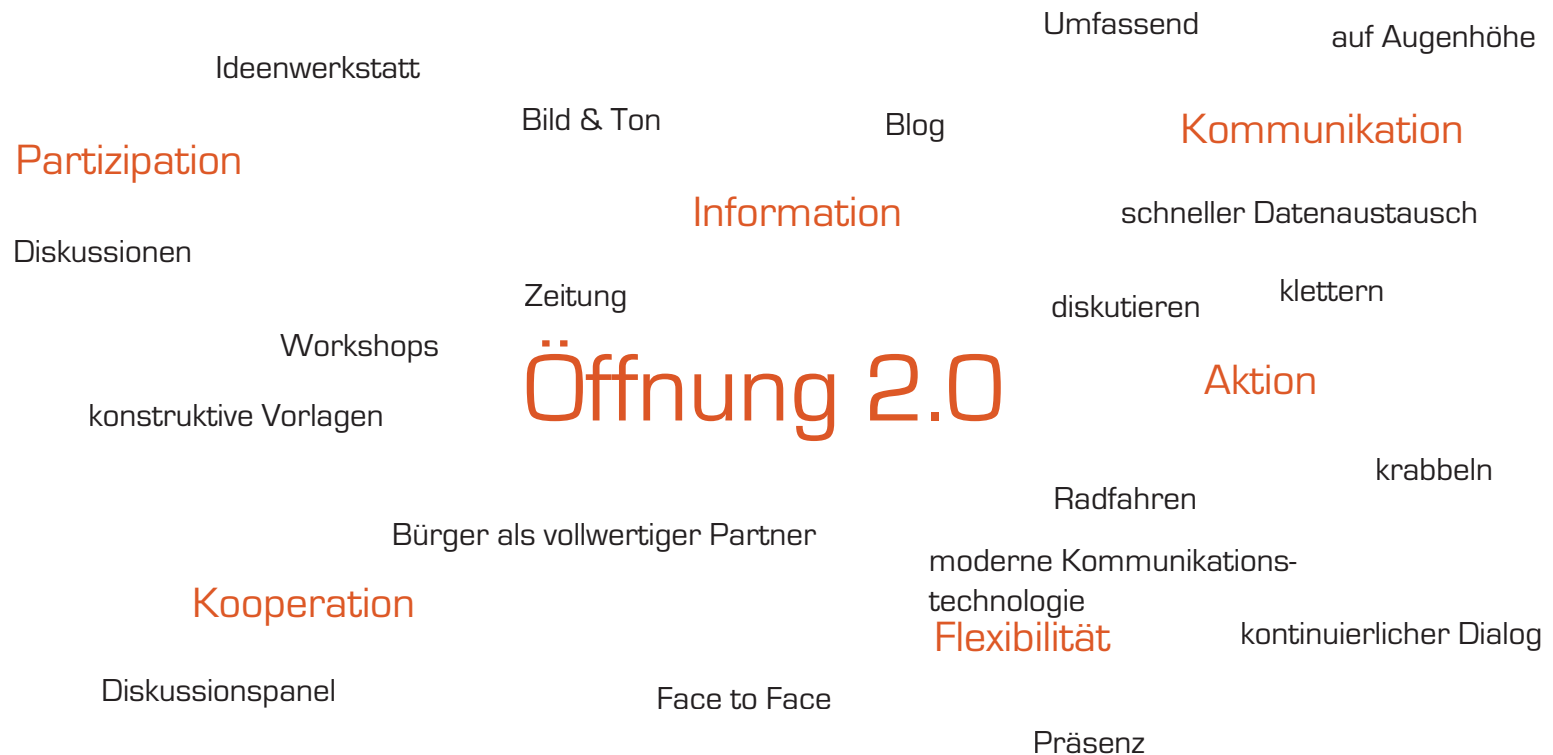 Umfassend
auf Augenhöhe
Ideenwerkstatt
Bild & Ton
Blog
Kommunikation
Partizipation
Information
schneller Datenaustausch
Diskussionen
Zeitung
diskutieren
klettern
Workshops
Öffnung 2.0
Aktion
konstruktive Vorlagen
krabbeln
Radfahren
Bürger als vollwertiger Partner
moderne Kommunikations-
technologie
Kooperation
Flexibilität
kontinuierlicher Dialog
Diskussionspanel
Face to Face
Präsenz